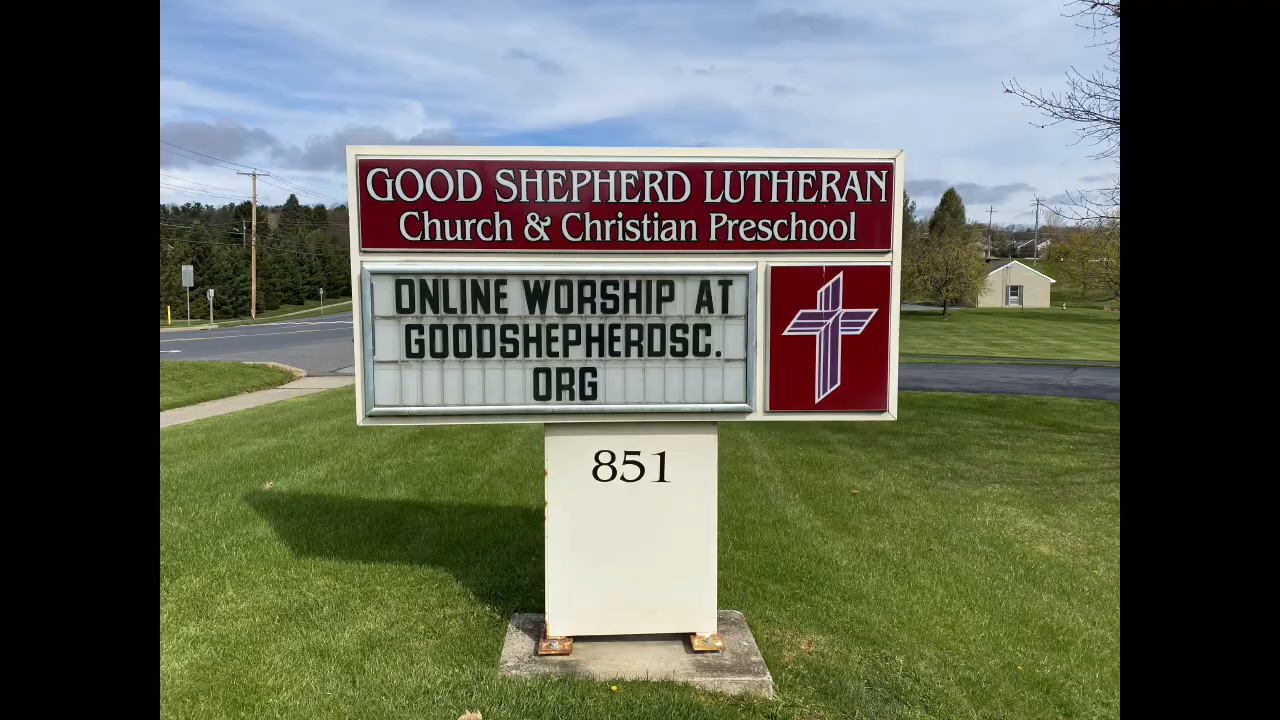 GOOD SHEPHERD LUTHERAN
Church & Christian Preschool
ONLINE WORSHIP AT
GOODSHEPHERDSC.
ORG
851